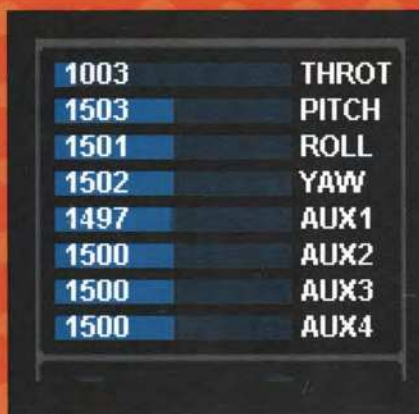 1003 THROT
1503 PITCH
1501 ROLL
1502 YAW
1497 AUX1
1500 AUX2
1500 AUX3
1500 AUX4